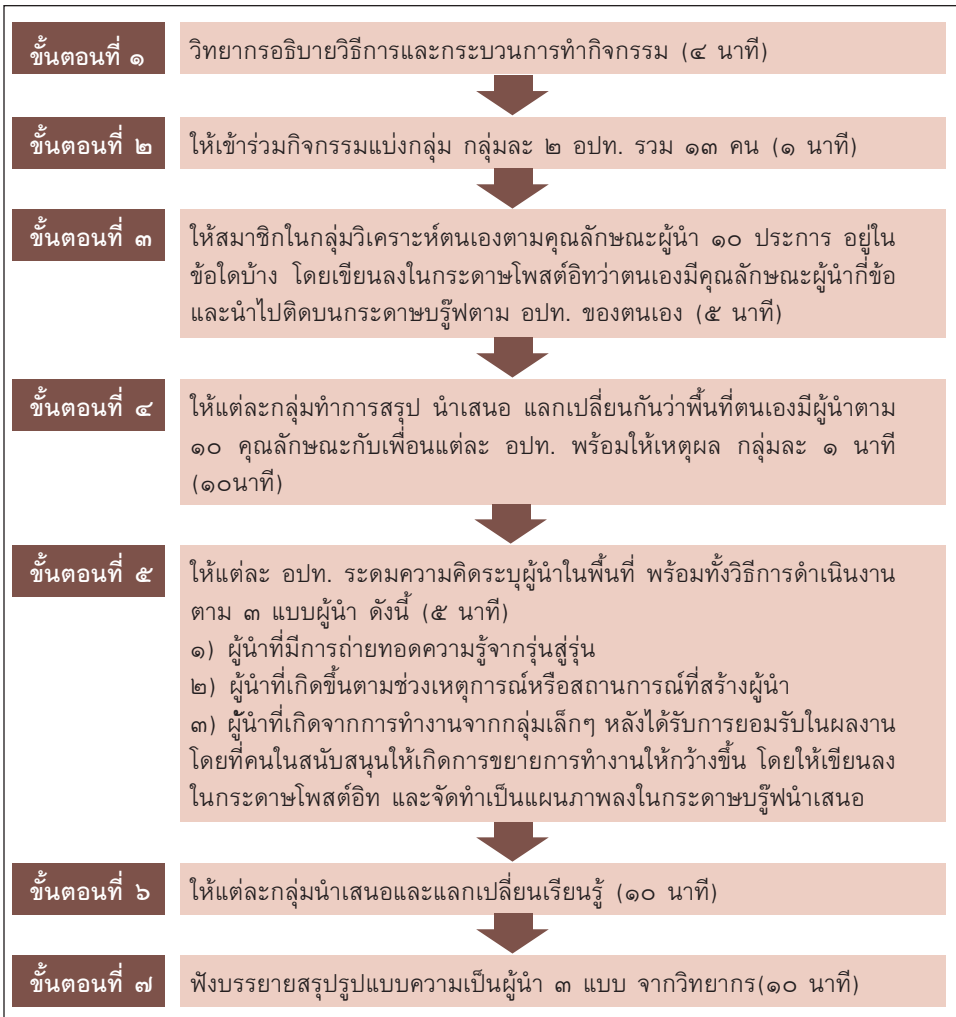 ขั้นตอนที่ ๑
วิทยากรอธิบายวิธีการและกระบวนการทำกิจกรรม (๔ นาที)
ขั้นตอนที่ ๒
ให้เข้าร่วมกิจกรรมแบ่งกลุ่ม กลุ่มละ ๒ อปท. รวม ๑๓ คน (๑ นาที)
ขั้นตอนที่ ๓
ให้สมาชิกในกลุ่มวิเคราะห์ตนเองตามคุณลักษณะผู้นำ ๑๐ ประการ อยู่ใน
ข้อใดบ้าง โดยเขียนลงในกระดาษโพสต์อิทว่าตนเองมีคุณลักษณะผู้นำกี่ข้อ
และนำไปติดบนกระดาษบรู๊ฟตาม อปท. ของตนเอง (๕ นาที)
ขั้นตอนที่ ๔
ให้แต่ละกลุ่มทำการสรุป นำเสนอ แลกเปลี่ยนกันว่าพื้นที่ตนเองมีผู้นำตาม
๑๐ คุณลักษณะกับเพื่อนแต่ละ อปท. พร้อมให้เหตุผล กลุ่มละ ๑ นาที
(๑๐นาที)
ขั้นตอนที่ ๕
ให้แต่ละ อปท. ระดมความคิดระบุผู้นำในพื้นที่ พร้อมทั้งวิธีการดำเนินงาน
ตาม ๓ แบบผู้นำ ดังนี้ (๕ นาที)
๑) ผู้นำที่มีการถ่ายทอดความรู้จากรุ่นสู่รุ่น
๒) ผู้นำที่เกิดขึ้นตามช่วงเหตุการณ์หรือสถานการณ์ที่สร้างผู้นำ
๓) ผู้นำที่เกิดจากการทำงานจากกลุ่มเล็กๆ หลังได้รับการยอมรับในผลงาน
โดยที่คนในสนับสนุนให้เกิดการขยายการทำงานให้กว้างขึ้น โดยให้เขียนลง
ในกระดาษโพสต์อิท และจัดทำเป็นแผนภาพลงในกระดาษบรู๊ฟนำเสนอ
ขั้นตอนที่ ๖
ให้แต่ละกลุ่มนำเสนอและแลกเปลี่ยนเรียนรู้ (๑๐ นาที)
ขั้นตอนที่ ๗
ฟังบรรยายสรุปรูปแบบความเป็นผู้นำ ๓ แบบ จากวิทยากร(๑๐ นาที)